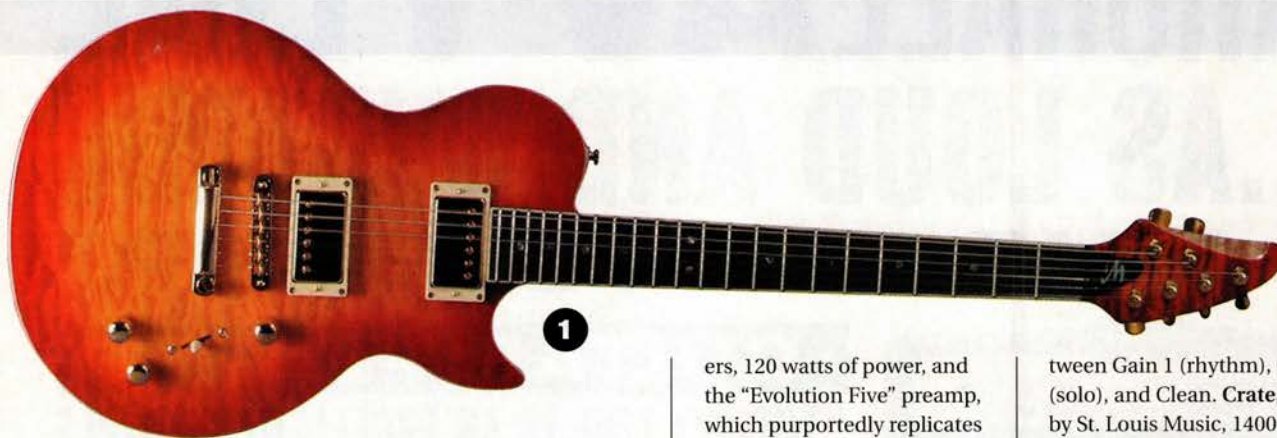 1
ers, 120 watts of power, and
the “Evolution Five” preamp,
which purportedly replicates
tween Gain 1 (rhythm),
(solo), and Clean. Crate,
by St. Louis Music, 1400